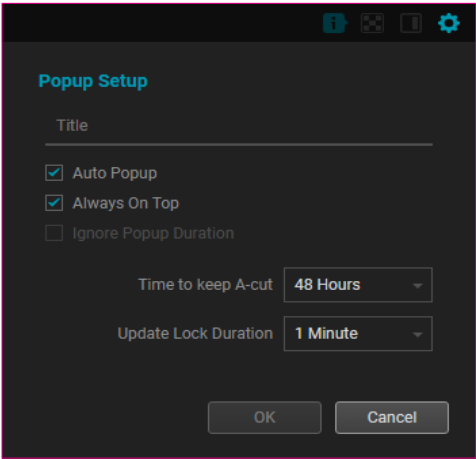 Popup Setup
Title
Auto Popup
Always On Top
Ignore Popup Duration
Time to keep A-cut 48 Hours
Update Lock Duration 1 Minute
OK Cancel